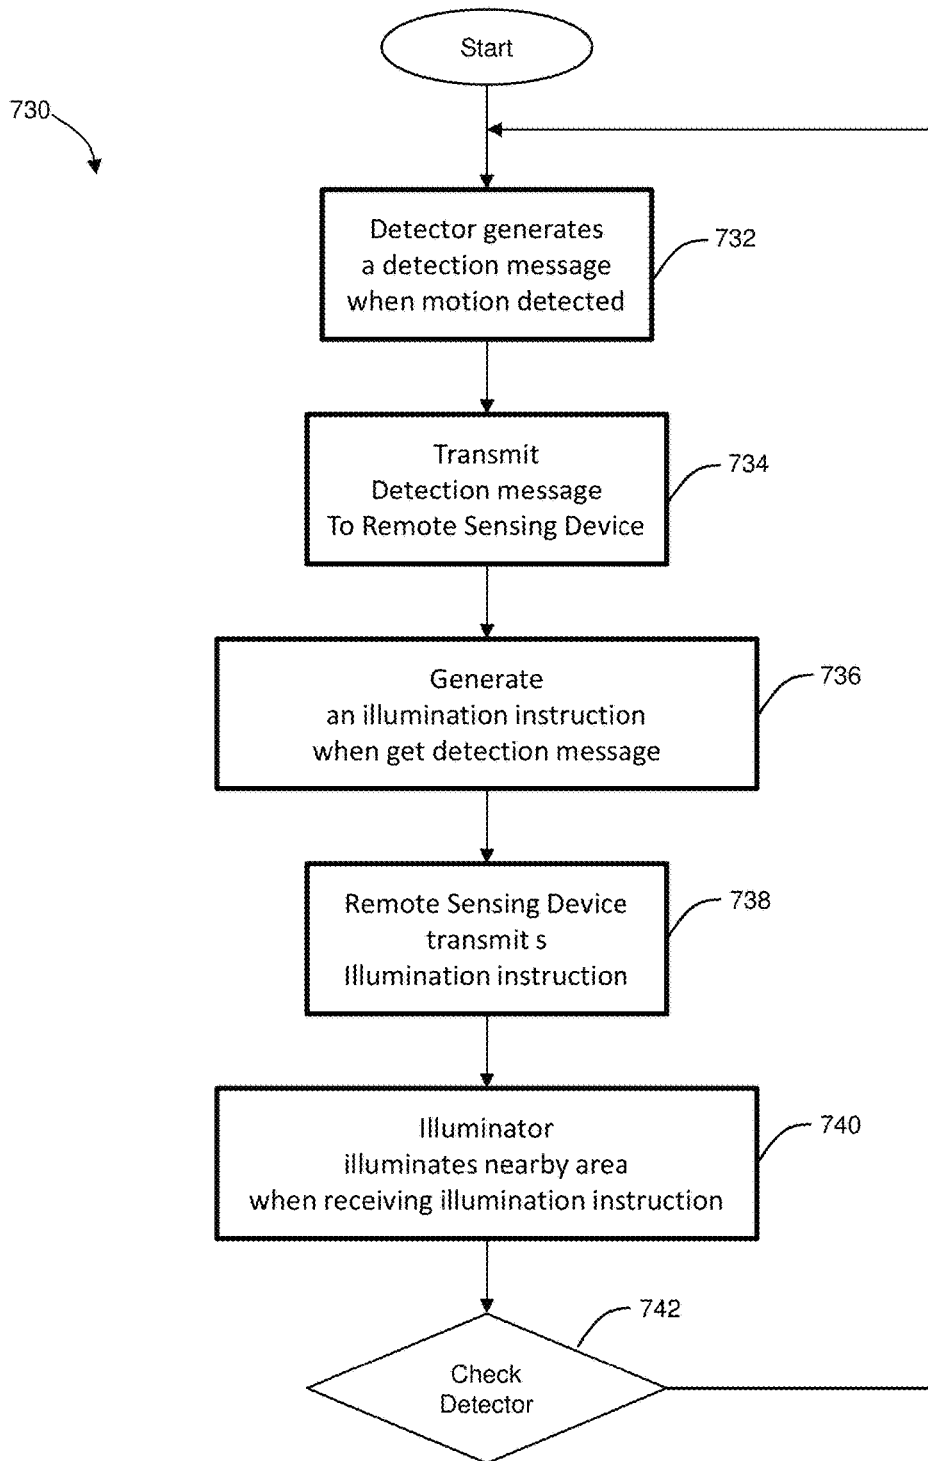 Start
730
Detector generates
a detection message
when motion detected
732
Transmit
Detection message
To Remote Sensing Device
734
Generate
an illumination instruction
when get detection message
736
Remote Sensing Device
transmit s
Illumination instruction
738
Illuminator
illuminates nearby area
when receiving illumination instruction
740
742
Check
Detector